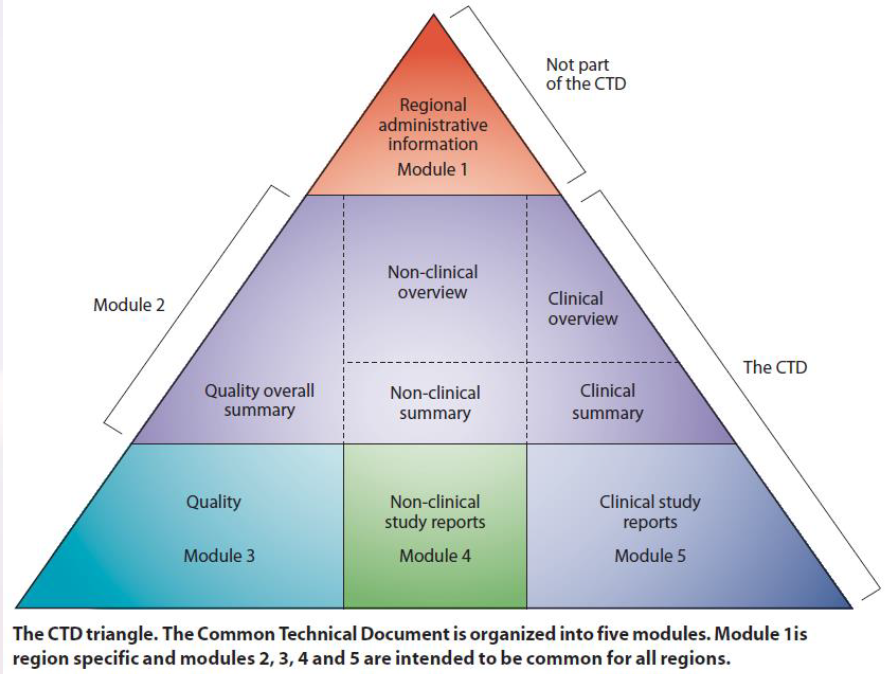 Not part
of the CTD
Regional
administrative
information
Module 1
Module 2
Non-clinical
overview
Clinical
overview
The CTD
Quality overall
summary
Non-clinical
summary
Clinical
summary
Quality
Module 3
Non-clinical
study reports
Module 4
Clinical study
reports
Module 5
The CTD triangle. The Common Technical Document is organized into five modules. Module 1is
region specific and modules 2, 3, 4 and 5 are intended to be common for all regions.